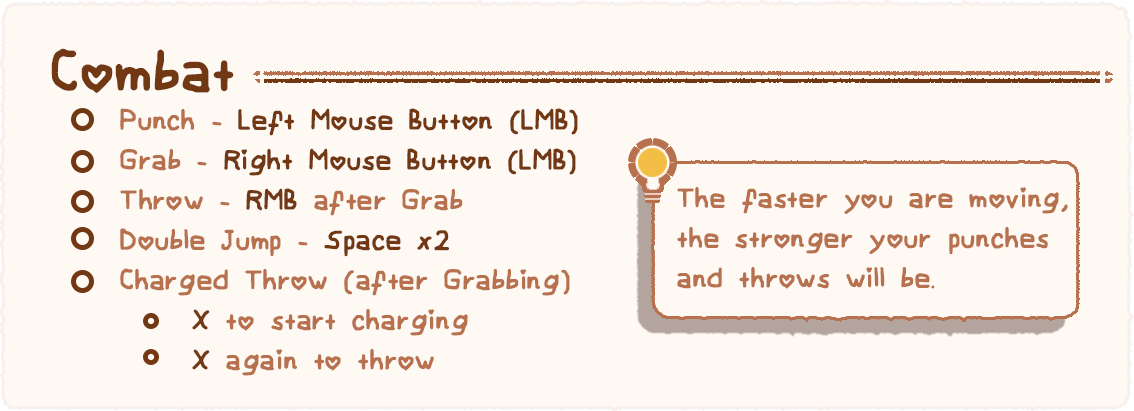 Combat
Punch - Left Mouse Button (LMB)
Grab - Right Mouse Button (LMB)
Throw - RMB after Grab
Double Jump - Space x2
Charged Throw (after Grabbing)
X to start charging
X again to throw
The faster you are moving,
the stronger your punches
and throws will be.